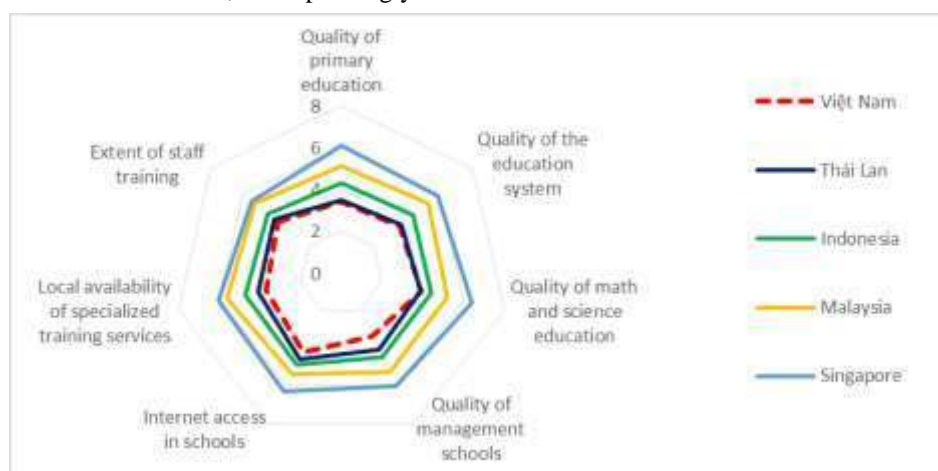 Quality of
primary
education
8
6
4
2
0
Quality of the
education
system
Quality of math
and science
education
Quality of
management
schools
Internet access
in schools
Local availability
of specialized
training services
Extent of staff
training
Việt Nam
Thái Lan
Indonesia
Malaysia
Singapore